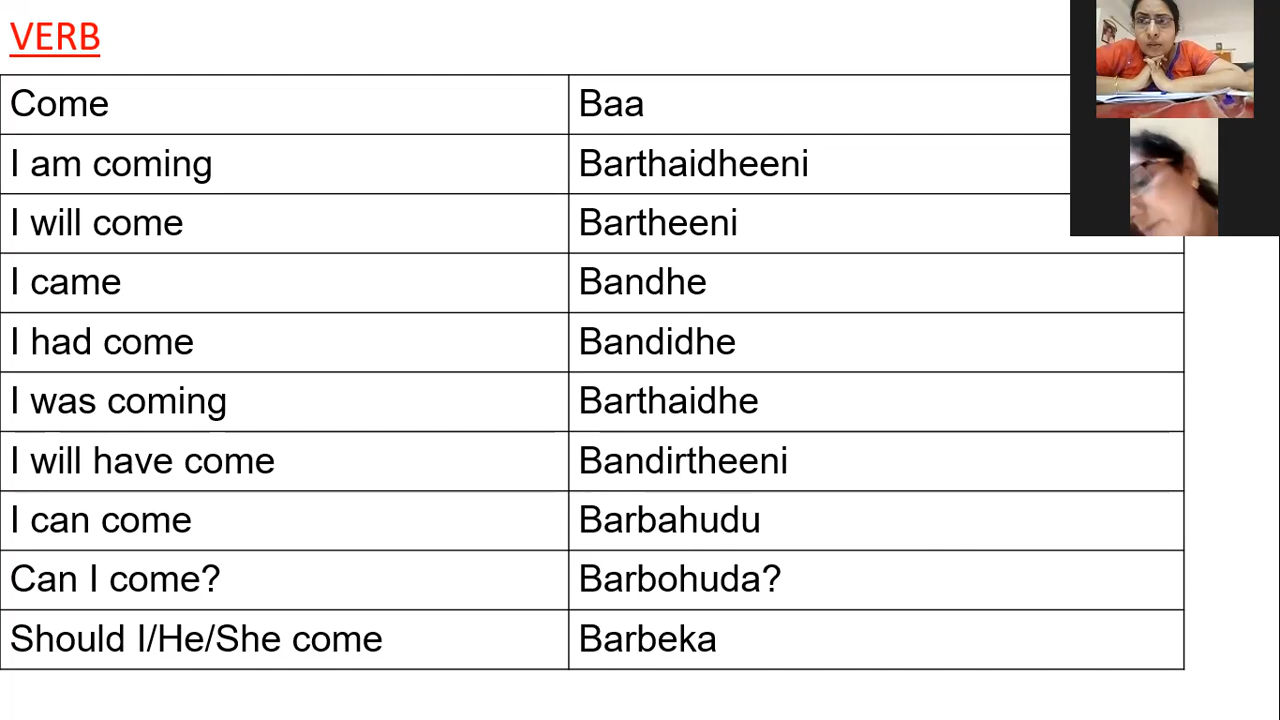 VERB
Come Baa
I am coming Barthaidheeni
I will come Bartheeni
I came Bandhe
I had come Bandidhe
I was coming Barthaidhe
I will have come Bandirtheeni
I can come Barbahudu
Can I come? Barbohuda?
Should I/He/She come Barbeka